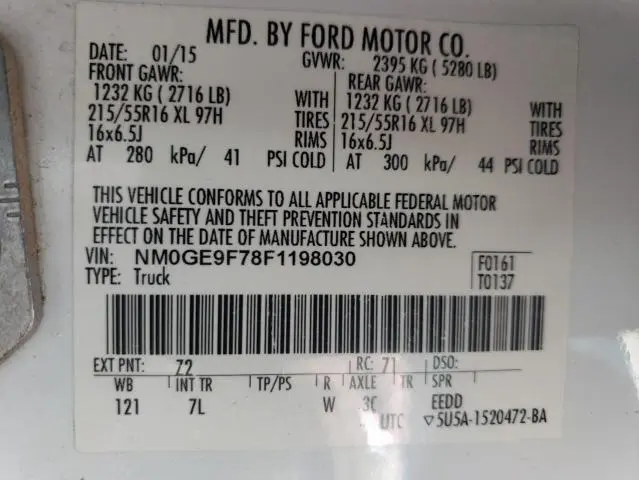 MFD. BY FORD MOTOR CO.
DATE: 01/15 GVWR: 2395 KG ( 5280 LB)
FRONT GAWR: REAR GAWR:
1232 KG ( 2716 LB) WITH 1232 KG ( 2716 LB) WITH
215/55R16 XL 97H TIRES 215/55R16 XL 97H TIRES
16x6.5J RIMS 16x6.5J RIMS
AT 280 kPa/ 41 PSI COLD AT 300 kPa/ 44 PSI COLD
THIS VEHICLE CONFORMS TO ALL APPLICABLE FEDERAL MOTOR
VEHICLE SAFETY AND THEFT PREVENTION STANDARDS IN
EFFECT ON THE DATE OF MANUFACTURE SHOWN ABOVE.
VIN: NM0GE9F78F1198030 F0161
TYPE: Truck T0137
EXT PNT: Z2 RC: 71 DSO:
WB INT TR TP/PS R AXLE TR SPR
121 7L W 3C EEDD
UTC ▽5U5A-1520472-BA